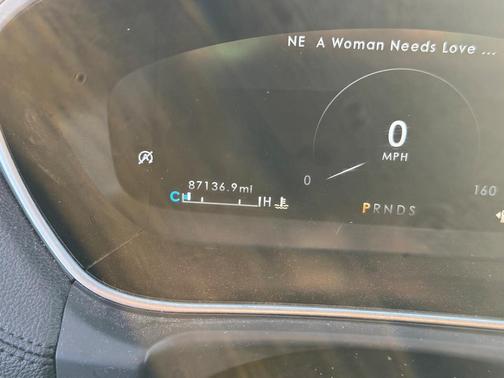 NE A Woman Needs Love ...
0
MPH
0
160
87136.9mi
C H
PRNDS